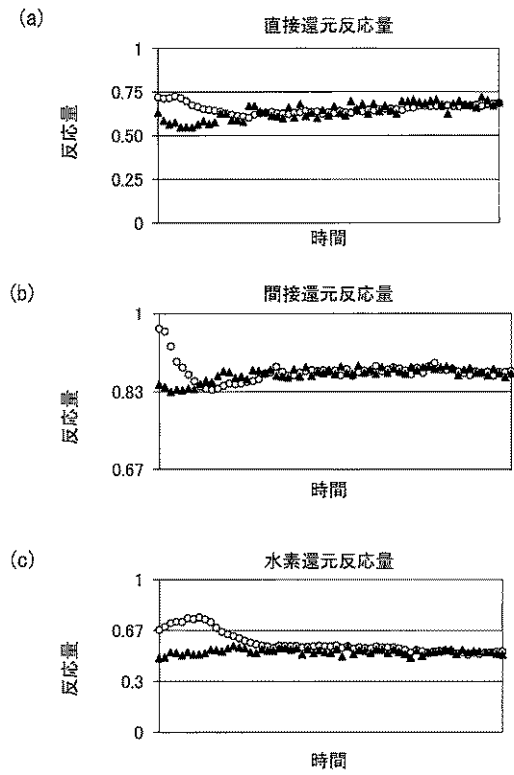 (a)
直接還元反応量
1
0.75
0.50
0.25
0
反応量
時間
(b)
間接還元反応量
1
0.83
0.67
反応量
時間
(c)
水素還元反応量
1
0.67
0.3
0
反応量
時間